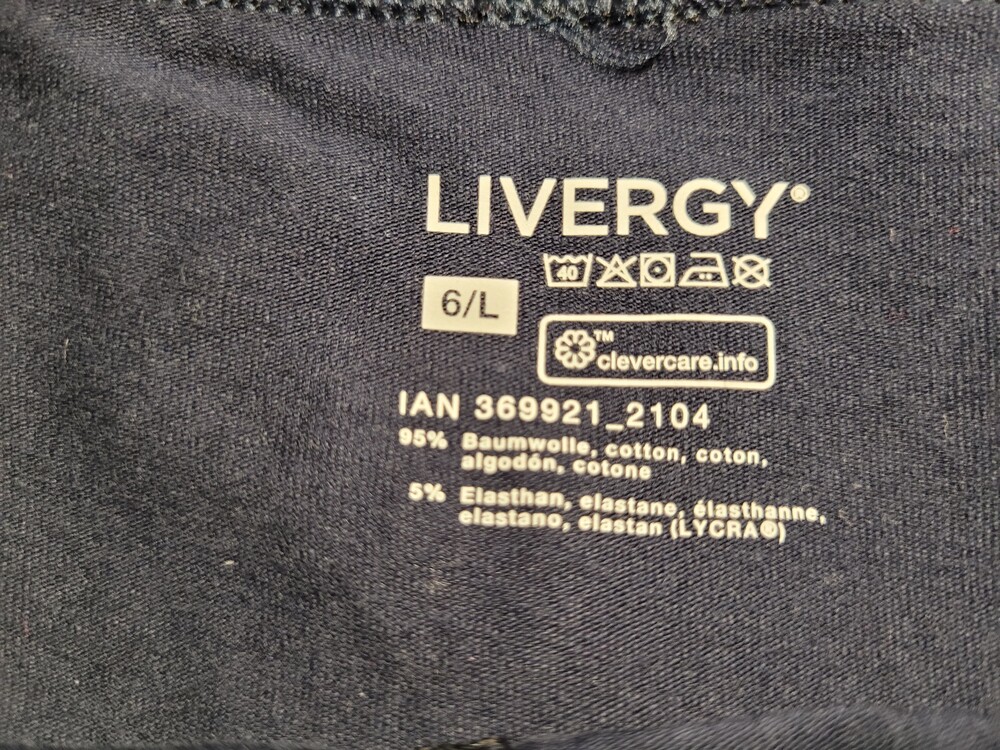 LIVERGY®
40
6/L
™
clevercare.info
IAN 369921_2104
95% Baumwolle, cotton, coton,
algodón, cotone
5% Elasthan, elastane, élasthanne,
elastano, elastan (LYCRA®)